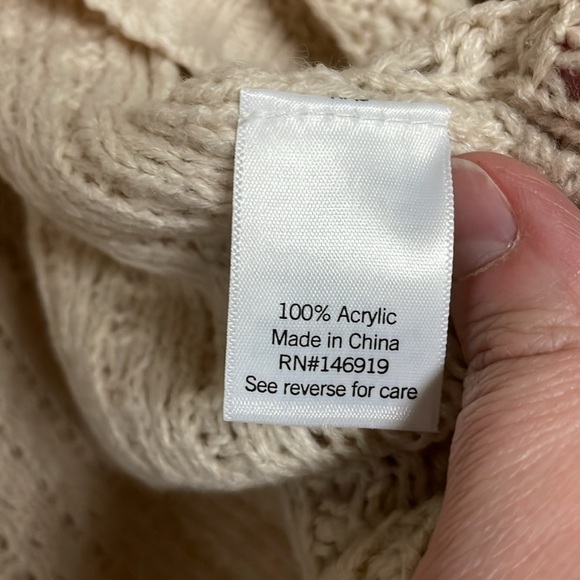 100% Acrylic
Made in China
RN#146919
See reverse for care